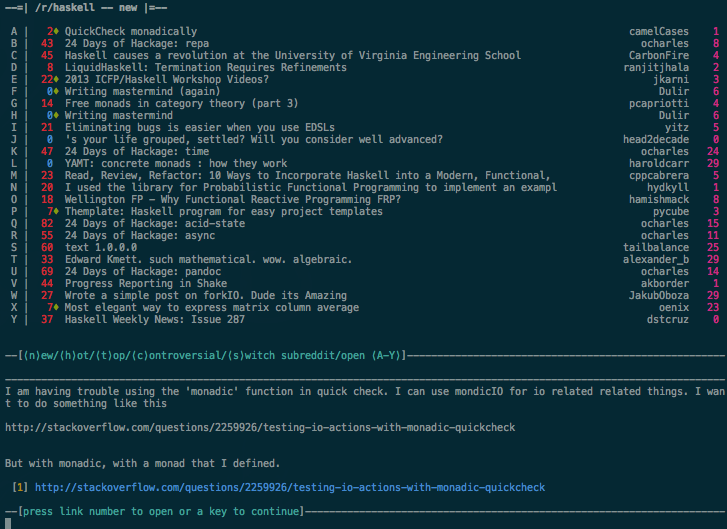 --=| /r/haskell -- new |=--
A | 2♦ QuickCheck monadically camelCases 1
B | 43 24 Days of Hackage: repa ocharles 8
C | 45 Haskell causes a revolution at the University of Virginia Engineering School CarbonFire 4
D | 8 LiquidHaskell: Termination Requires Refinements ranjitjhala 2
E | 22♦ 2013 ICFP/Haskell Workshop Videos? jkarni 3
F | 0♦ Writing mastermind (again) Dulir 6
G | 14 Free monads in category theory (part 3) pcapriotti 4
H | 0♦ Writing mastermind Dulir 6
I | 21 Eliminating bugs is easier when you use EDSLs yitz 5
J | 0 's your life grouped, settled? Will you consider well advanced? head2decade 0
K | 47 24 Days of Hackage: time ocharles 24
L | 0 YAMT: concrete monads : how they work haroldcarr 29
M | 23 Read, Review, Refactor: 10 Ways to Incorporate Haskell into a Modern, Functional, cppcabrera 5
N | 20 I used the library for Probabilistic Functional Programming to implement an exampl hydkyll 1
O | 18 Wellington FP – Why Functional Reactive Programming FRP? hamishmack 8
P | 7♦ Themplate: Haskell program for easy project templates pycube 3
Q | 82 24 Days of Hackage: acid-state ocharles 15
R | 55 24 Days of Hackage: async ocharles 11
S | 60 text 1.0.0.0 tailbalance 25
T | 33 Edward Kmett. such mathematical. wow. algebraic. alexander_b 29
U | 69 24 Days of Hackage: pandoc ocharles 14
V | 44 Progress Reporting in Shake akborder 1
W | 27 Wrote a simple post on forkIO. Dude its Amazing JakubOboza 29
X | 7♦ Most elegant way to express matrix column average oenix 23
Y | 37 Haskell Weekly News: Issue 287 dstcruz 0
--[(n)ew/(h)ot/(t)op/(c)ontroversial/(s)witch subreddit/open (A-Y)]--
I am having trouble using the 'monadic' function in quick check. I can use mondicIO for io related related things. I wan
t to do something like this
http://stackoverflow.com/questions/2259926/testing-io-actions-with-monadic-quickcheck
But with monadic, with a monad that I defined.
[1] http://stackoverflow.com/questions/2259926/testing-io-actions-with-monadic-quickcheck
--[press link number to open or a key to continue]--